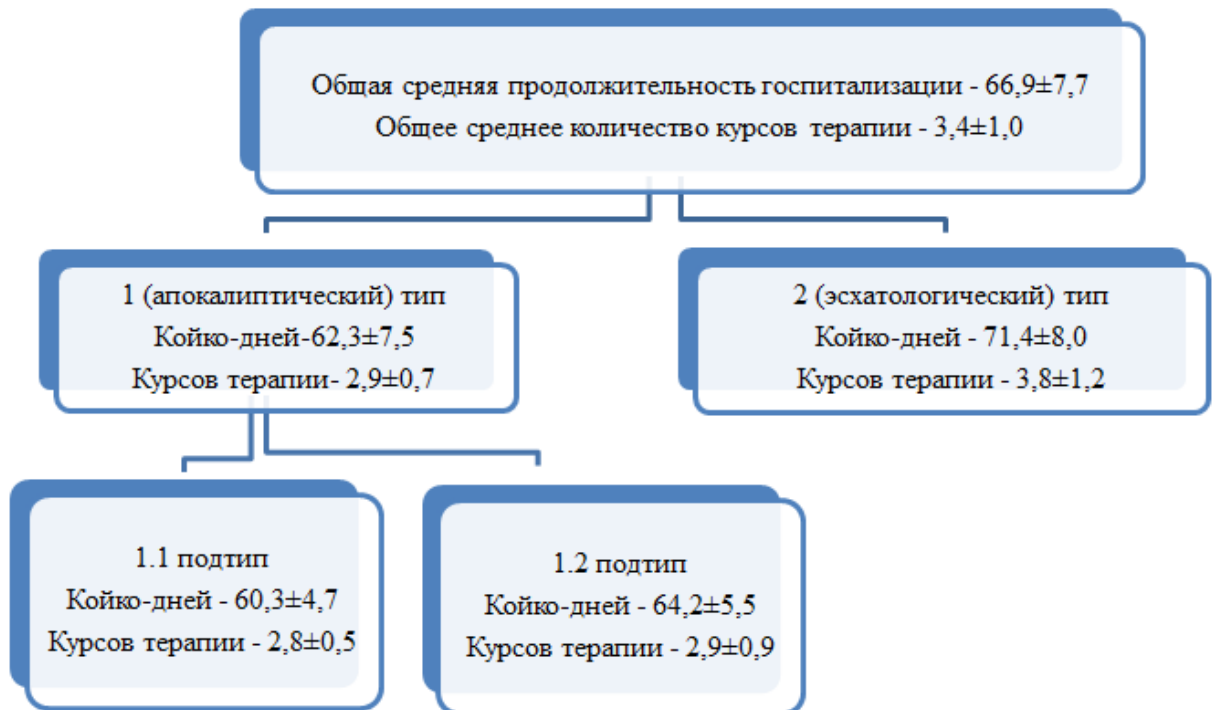 Общая средняя продолжительность госпитализации - 66,9±7,7
Общее среднее количество курсов терапии - 3,4±1,0
1 (апокалиптический) тип
Койко-дней-62,3±7,5
Курсов терапии- 2,9±0,7
2 (эсхатологический) тип
Койко-дней - 71,4±8,0
Курсов терапии - 3,8±1,2
1.1 подтип
Койко-дней - 60,3±4,7
Курсов терапии - 2,8±0,5
1.2 подтип
Койко-дней - 64,2±5,5
Курсов терапии - 2,9±0,9